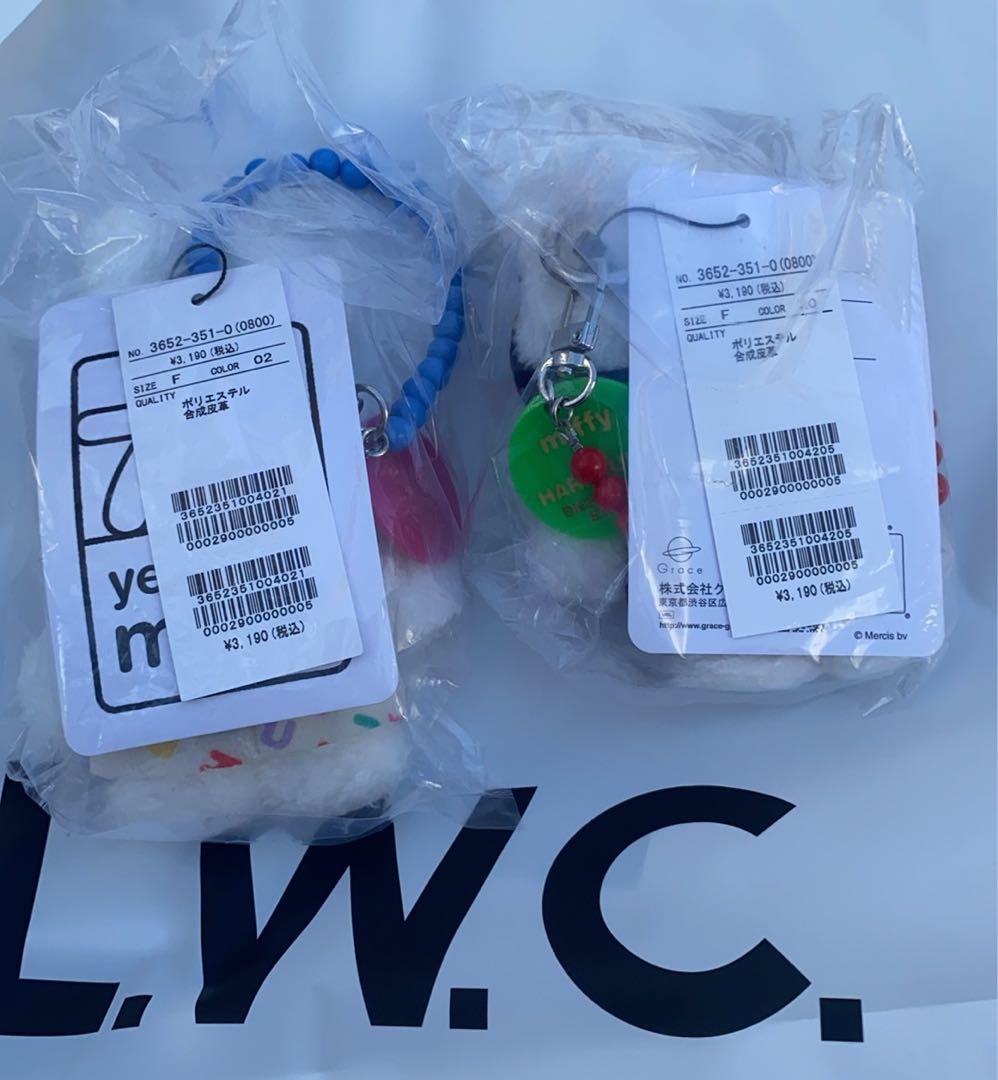 NO. 3652-351-0(0800)
¥3,190(税込)
SIZE F COLOR 02
QUALITY ポリエステル
合成皮革
3652351004021
0002900000005
3652351004021
0002900000005
¥3,190(税込)
NO. 3652-351-0(0800)
¥3,190(税込)
SIZE F COLOR
QUALITY ポリエステル
合成皮革
3652351004205
0002900000005
3652351004205
0002900000005
¥3,190(税込)
miffy
Grace
株式会社
東京都渋谷区
© Mercis bv
L.W.C.